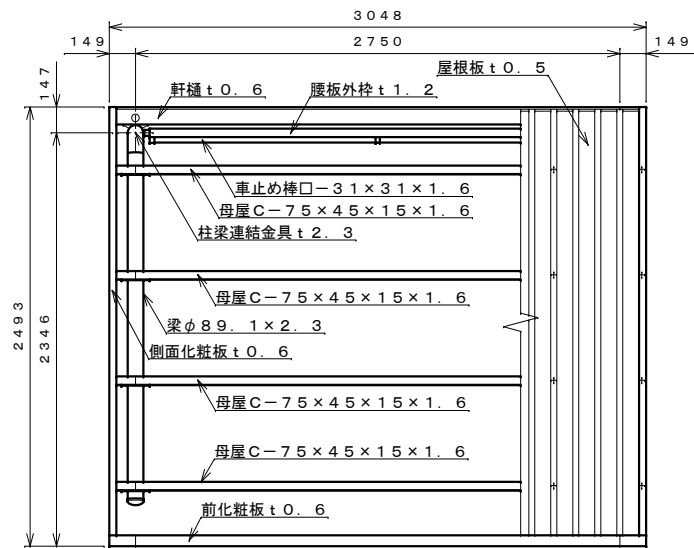 3048
149
2750
149
147
屋根板t0.5
軒樋t0.6
腰板外枠t1.2
車止め棒□-31×31×1.6
母屋C-75×45×15×1.6
柱梁連結金具t2.3
母屋C-75×45×15×1.6
梁φ89.1×2.3
側面化粧板t0.6
2493
2346
母屋C-75×45×15×1.6
母屋C-75×45×15×1.6
前化粧板t0.6